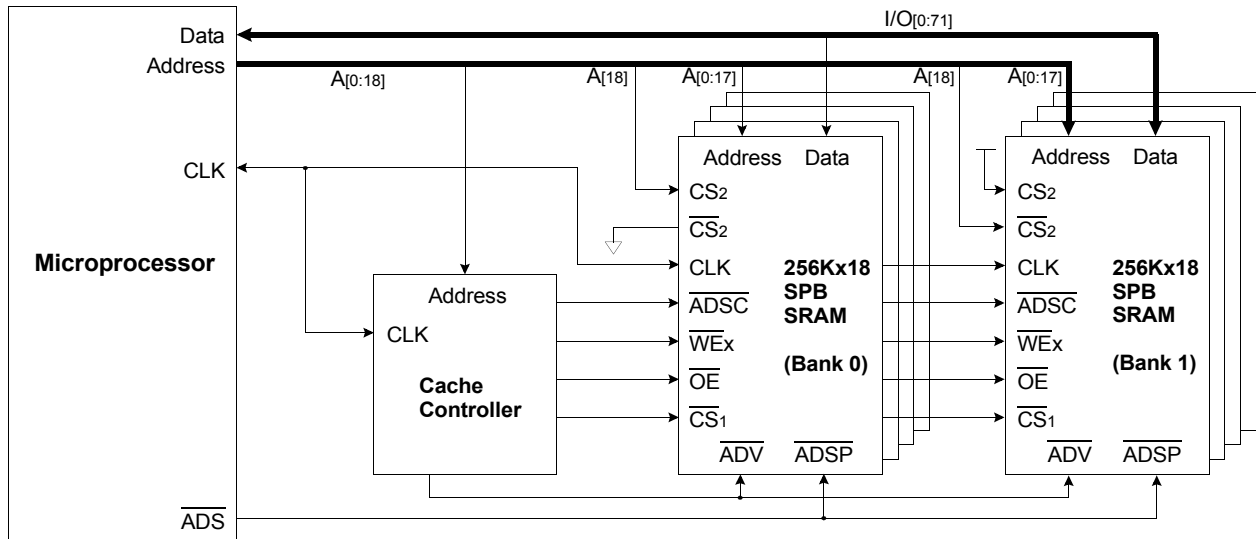 I/O[0:71]
Data
Address
A[0:18]
A[18]
A[0:17]
A[18]
A[0:17]
CLK
Microprocessor
ADS
Address
CLK
Cache
Controller
Address Data
CS2
CS2
CLK
ADSC
WEx
OE
CS1
256Kx18
SPB
SRAM
(Bank 0)
ADV ADSP
Address Data
CS2
CS2
CLK
ADSC
WEx
OE
CS1
256Kx18
SPB
SRAM
(Bank 1)
ADV ADSP